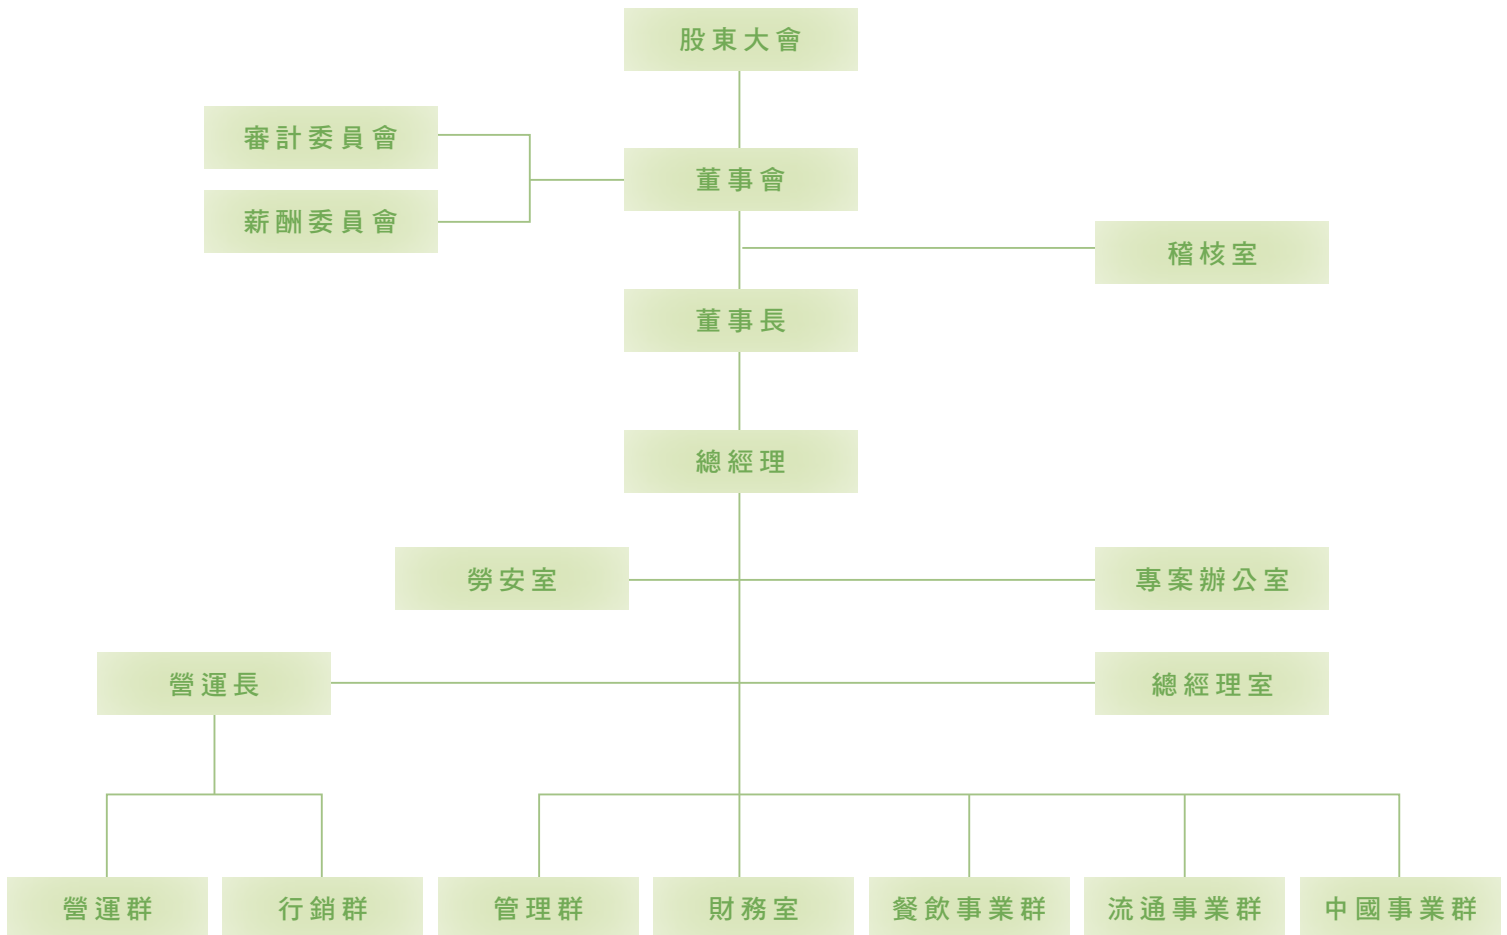 股東大會
審計委員會
董事會
薪酬委員會
稽核室
董事長
總經理
勞安室
專案辦公室
營運長
總經理室
營運群
行銷群
管理群
財務室
餐飲事業群
流通事業群
中國事業群